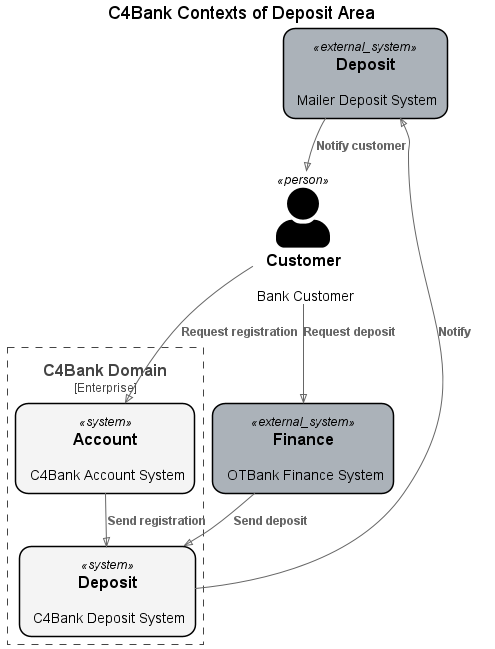 C4Bank Contexts of Deposit Area
«external_system»
Deposit
Mailer Deposit System
Notify customer
«person»
Customer
Bank Customer
Request registration
Request deposit
Notify
C4Bank Domain
[Enterprise]
«system»
Account
C4Bank Account System
«external_system»
Finance
OTBank Finance System
Send registration
Send deposit
«system»
Deposit
C4Bank Deposit System